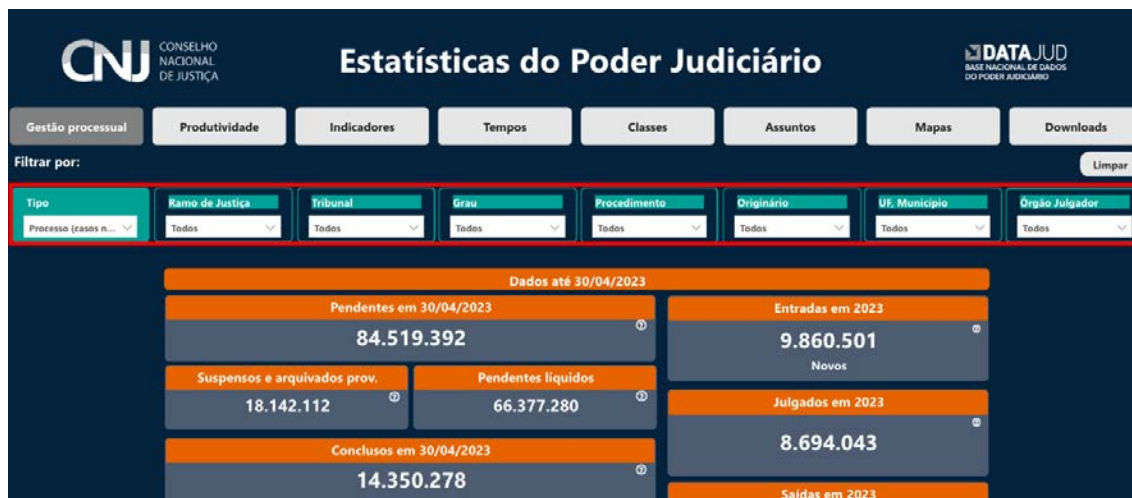 CNJ CONSELHO
NACIONAL
DE JUSTIÇA
Estatísticas do Poder Judiciário
DATAJUD
BASE NACIONAL DE DADOS
DO PODER JUDICIÁRIO
Gestão processual Produtividade Indicadores Tempos Classes Assuntos Mapas Downloads
Filtrar por: Limpar
Tipo Ramo de Justiça Tribunal Grau Procedimento Originário UF, Município Órgão Julgador
Processo (casos n... Todos Todos Todos Todos Todos Todos Todos
Dados até 30/04/2023
Pendentes em 30/04/2023
84.519.392
Entradas em 2023
9.860.501
Novos
Suspensos e arquivados prov. Pendentes líquidos
18.142.112 66.377.280
Julgados em 2023
8.694.043
Conclusos em 30/04/2023
14.350.278
Saídas em 2023